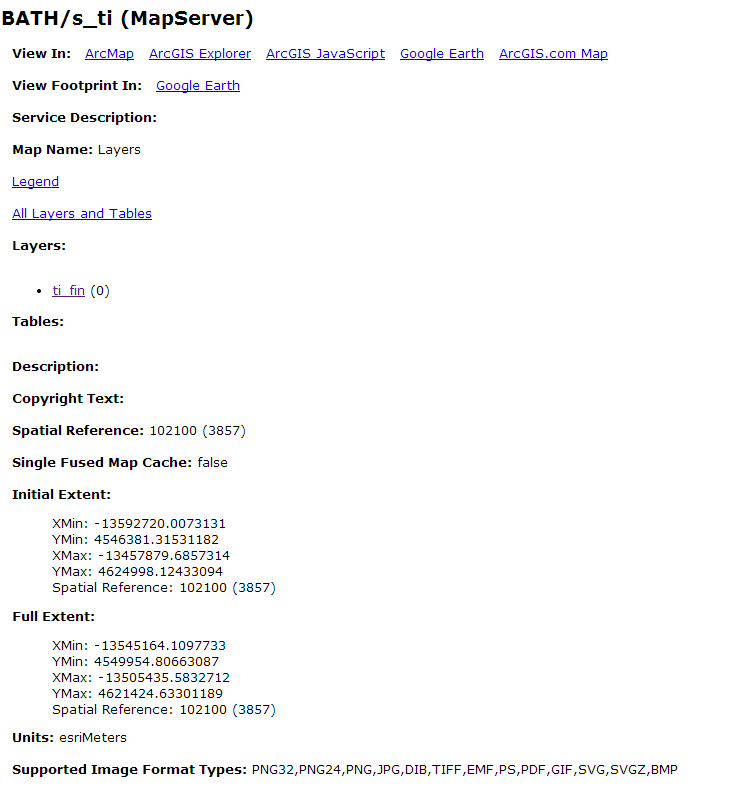 BATH/s_ti (MapServer)
View In: ArcMap ArcGIS Explorer ArcGIS JavaScript Google Earth ArcGIS.com Map
View Footprint In: Google Earth
Service Description:
Map Name: Layers
Legend
All Layers and Tables
Layers:
• ti_fin (0)
Tables:
Description:
Copyright Text:
Spatial Reference: 102100 (3857)
Single Fused Map Cache: false
Initial Extent:
XMin: -13592720.0073131
YMin: 4546381.31531182
XMax: -13457879.6857314
YMax: 4624998.12433094
Spatial Reference: 102100 (3857)
Full Extent:
XMin: -13545164.1097733
YMin: 4549954.80663087
XMax: -13505435.5832712
YMax: 4621424.63301189
Spatial Reference: 102100 (3857)
Units: esriMeters
Supported Image Format Types: PNG32,PNG24,PNG,JPG,DIB,TIFF,EMF,PS,PDF,GIF,SVG,SVGZ,BMP